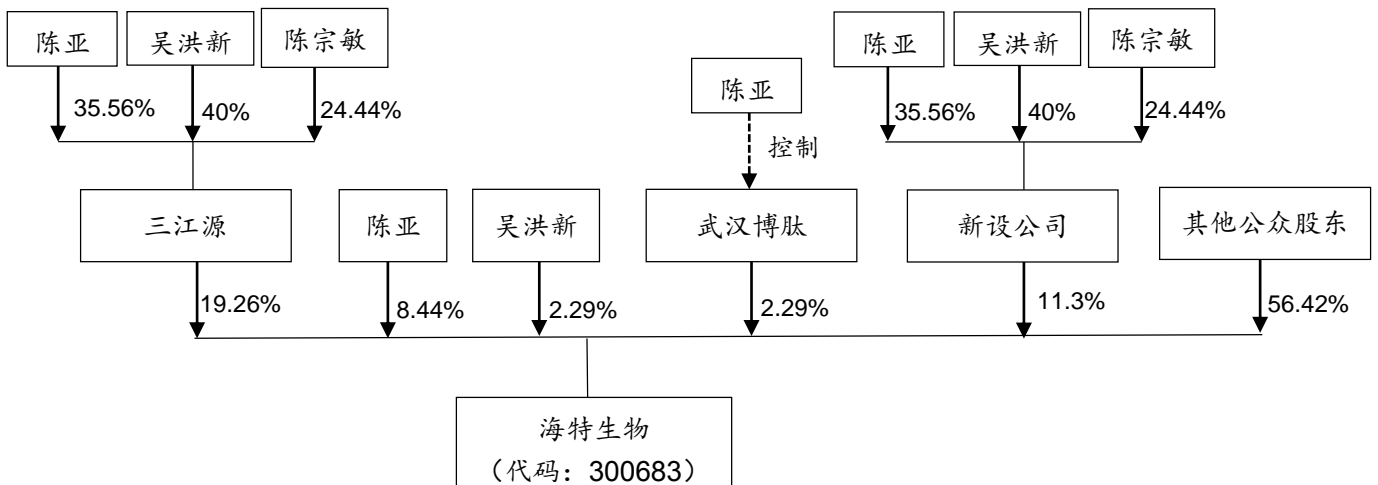 陈亚
吴洪新
陈宗敏
陈亚
陈亚
吴洪新
陈宗敏
35.56%
40%
24.44%
控制
35.56%
40%
24.44%
三江源
陈亚
吴洪新
武汉博肽
新设公司
其他公众股东
19.26%
8.44%
2.29%
2.29%
11.3%
56.42%
海特生物
（代码：300683）